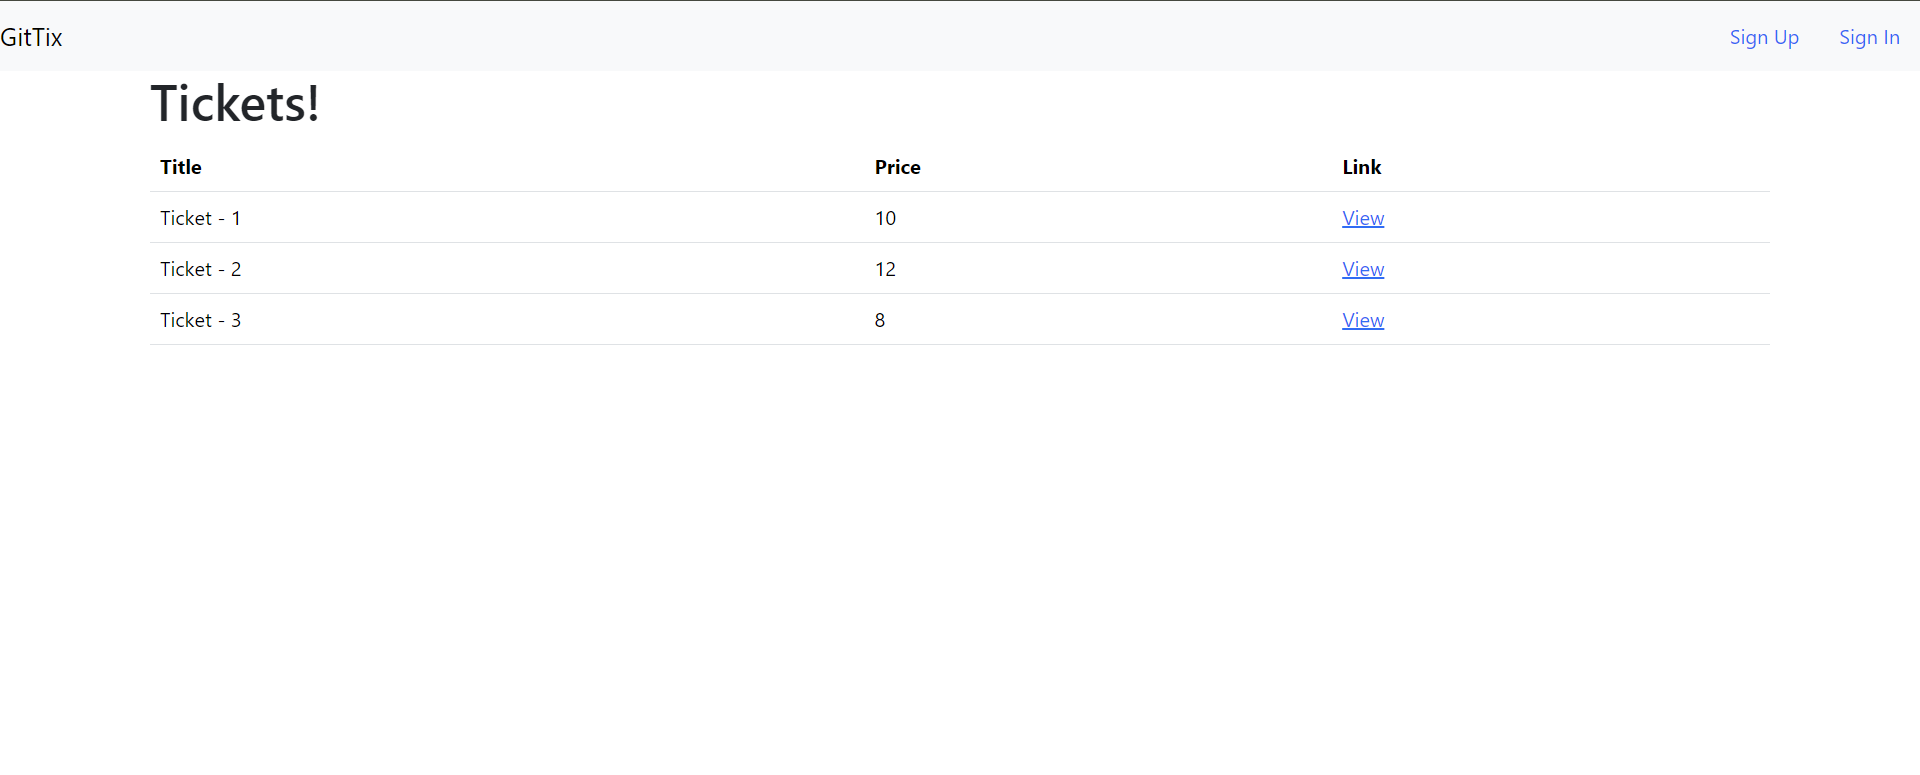 GitTix Sign Up Sign In
Tickets!
Title Price Link
Ticket - 1 10 View
Ticket - 2 12 View
Ticket - 3 8 View